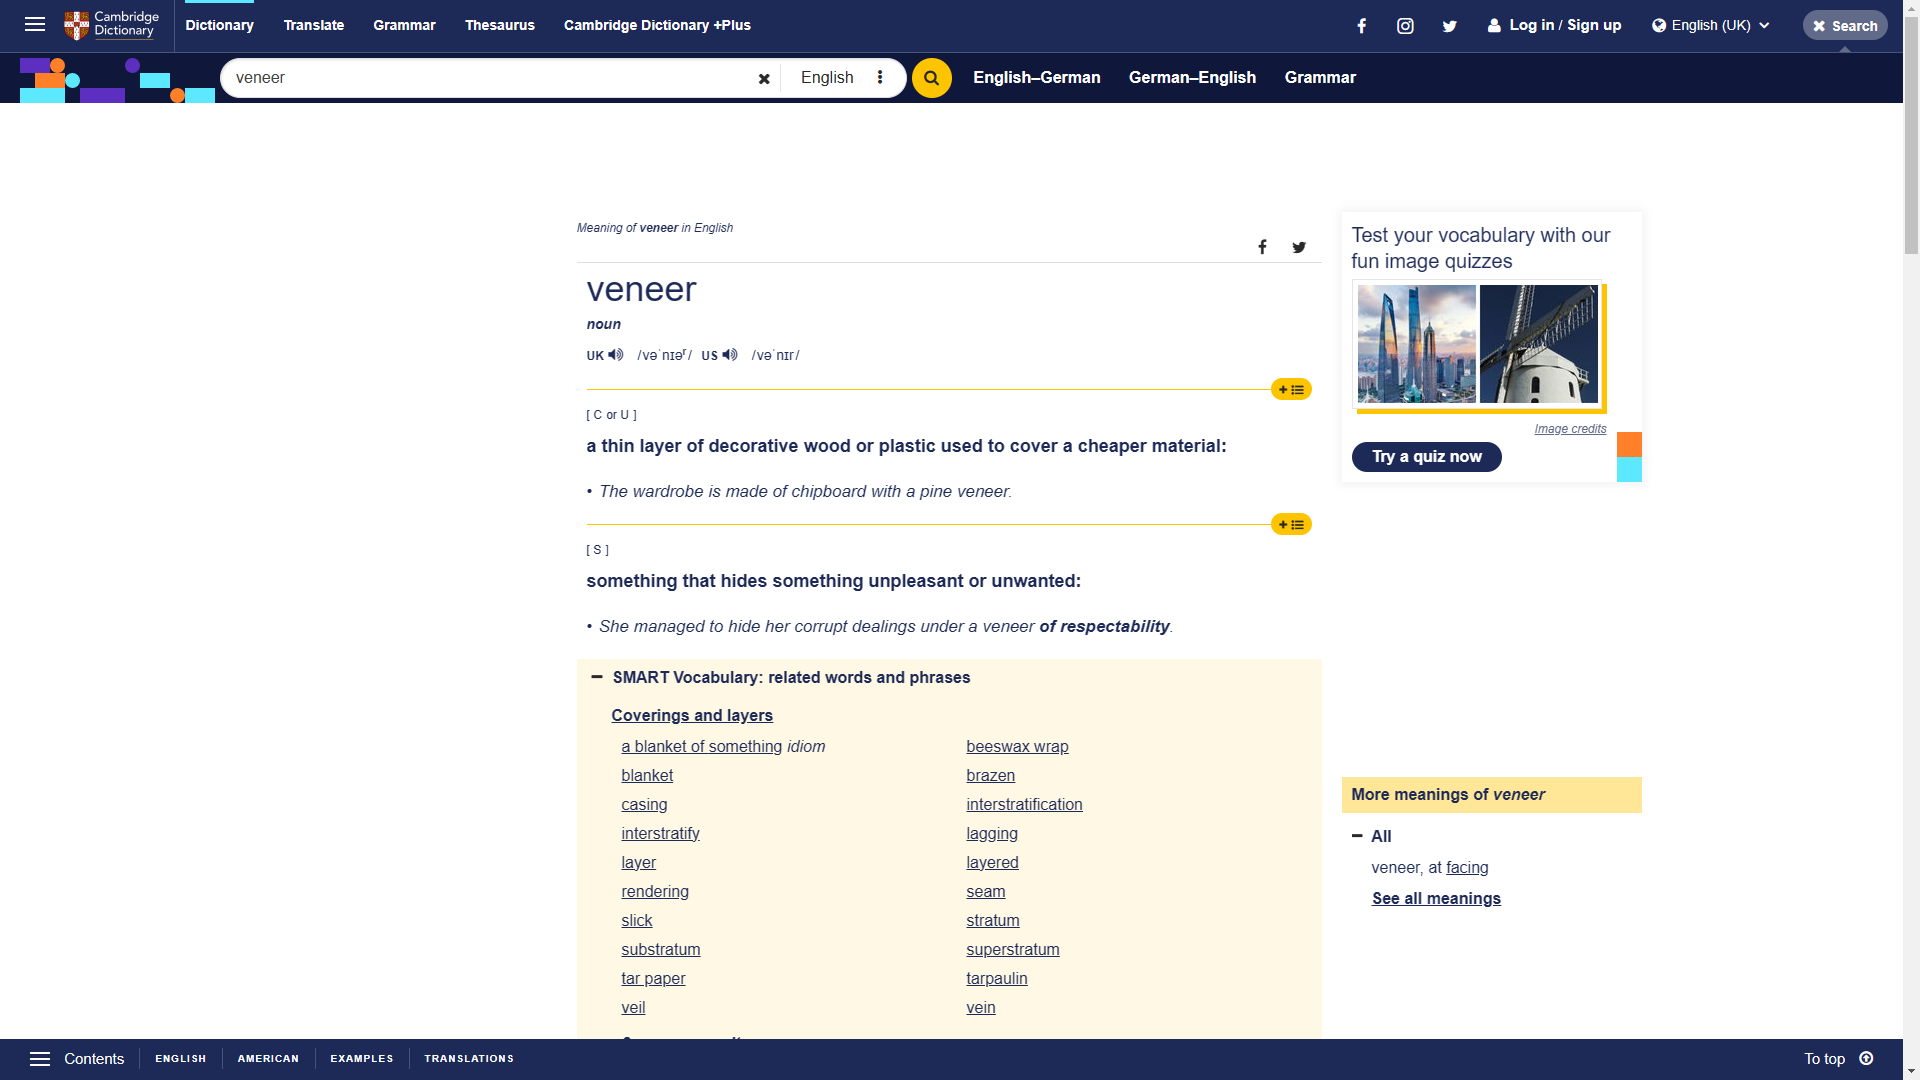 Cambridge
Dictionary
Dictionary
Translate
Grammar
Thesaurus
Cambridge Dictionary +Plus
Log in / Sign up
English (UK)
Search
veneer
English
English–German
German–English
Grammar
Meaning of veneer in English
veneer
noun
UK /vəˈnɪəʳ/ US /vəˈnɪr/
[ C or U ]
a thin layer of decorative wood or plastic used to cover a cheaper material:
• The wardrobe is made of chipboard with a pine veneer.
[ S ]
something that hides something unpleasant or unwanted:
• She managed to hide her corrupt dealings under a veneer of respectability.
SMART Vocabulary: related words and phrases
Coverings and layers
a blanket of something idiom
beeswax wrap
blanket
brazen
casing
interstratification
interstratify
lagging
layer
layered
rendering
seam
slick
stratum
substratum
superstratum
tar paper
tarpaulin
veil
vein
Test your vocabulary with our
fun image quizzes
Image credits
Try a quiz now
More meanings of veneer
All
veneer, at facing
See all meanings
Contents
ENGLISH
AMERICAN
EXAMPLES
TRANSLATIONS
To top